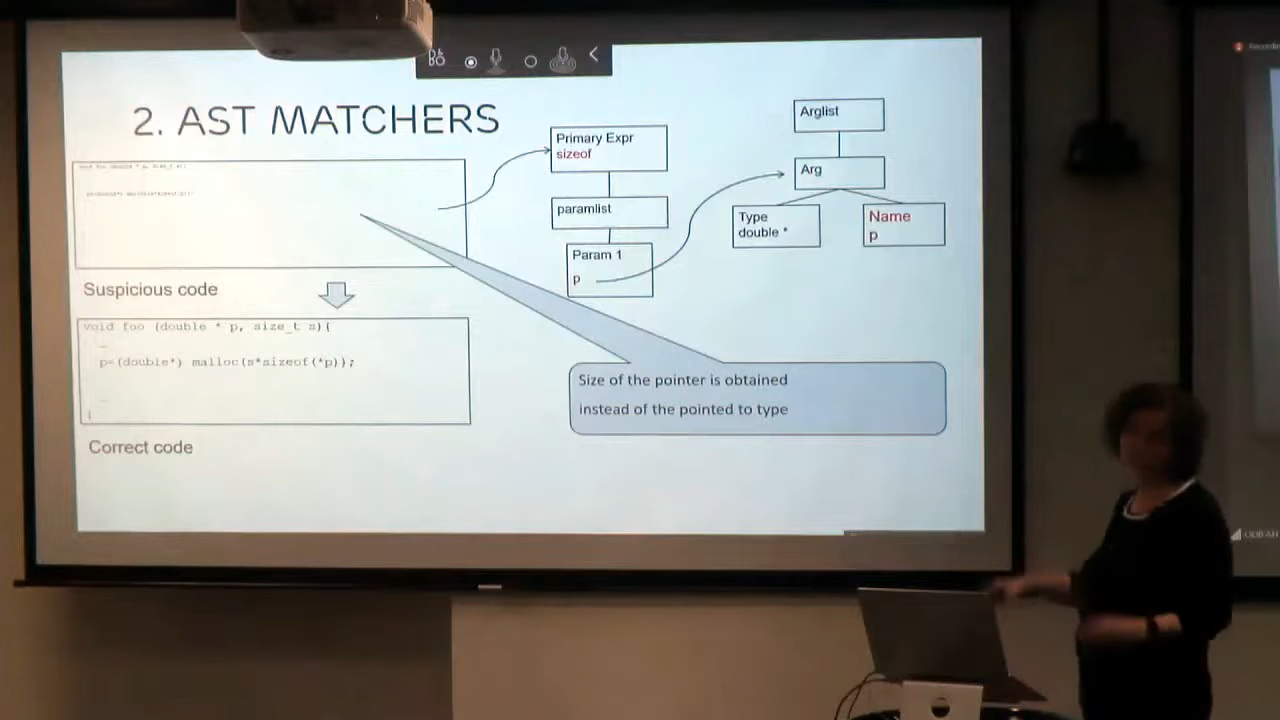 2. AST MATCHERS
Suspicious code
void foo (double * p, size_t s){
p=(double*) malloc(s*sizeof(*p));
Correct code
Primary Expr
sizeof
paramlist
Param 1
p
Arglist
Arg
Type
double *
Name
p
Size of the pointer is obtained
instead of the pointed to type